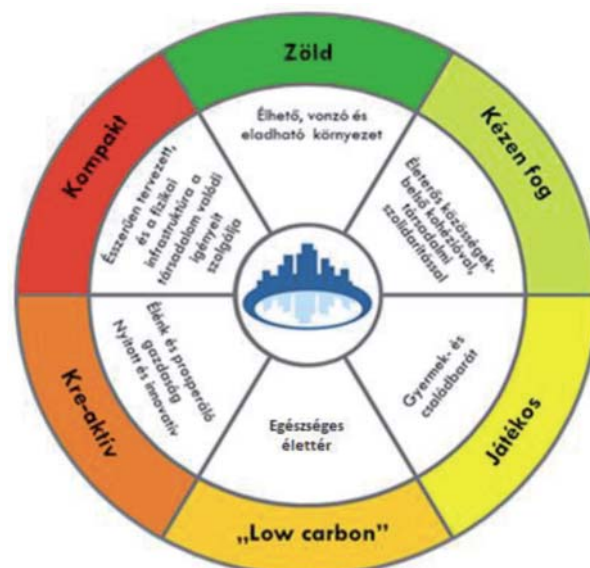 Zöld
Élhető, vonzó és
eladható környezet
Kézen fog
Életerős közösségek-
belső kohézióval,
társadalmi
szolidaritással
Játékos
Gyermek- és
családbarát
„Low carbon”
Egészséges
élettér
Kre-aktív
Élénk és prosperáló
gazdaság
Nyitott és innovatív
Kompakt
Ésszerűen tervezett,
és a fizikai
infrastruktúra a
társadalom valódi
igényeit
szolgálja